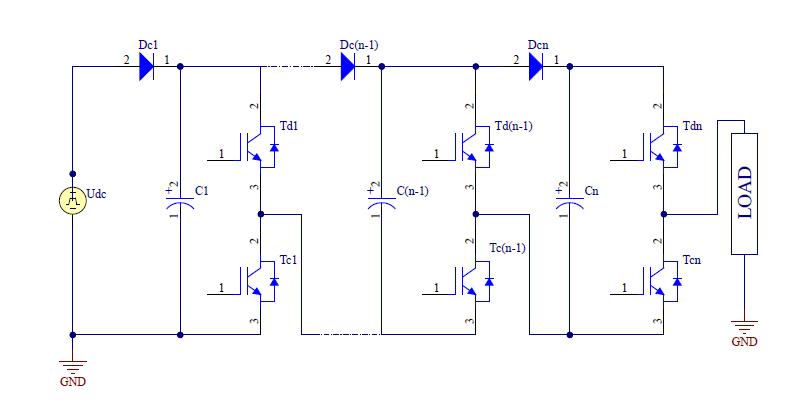 Dc1 Dc(n-1) Dcn
2 1 2 1 2 1
2 2 2
Td1 Td(n-1) Tdn
1 1 1
3 3 3
+ 2 + 2 + 2
Udc C1 C(n-1) Cn LOAD
1 1 1
2 2 2
Tc1 Tc(n-1) Tcn
1 1 1
3 3 3
GND GND